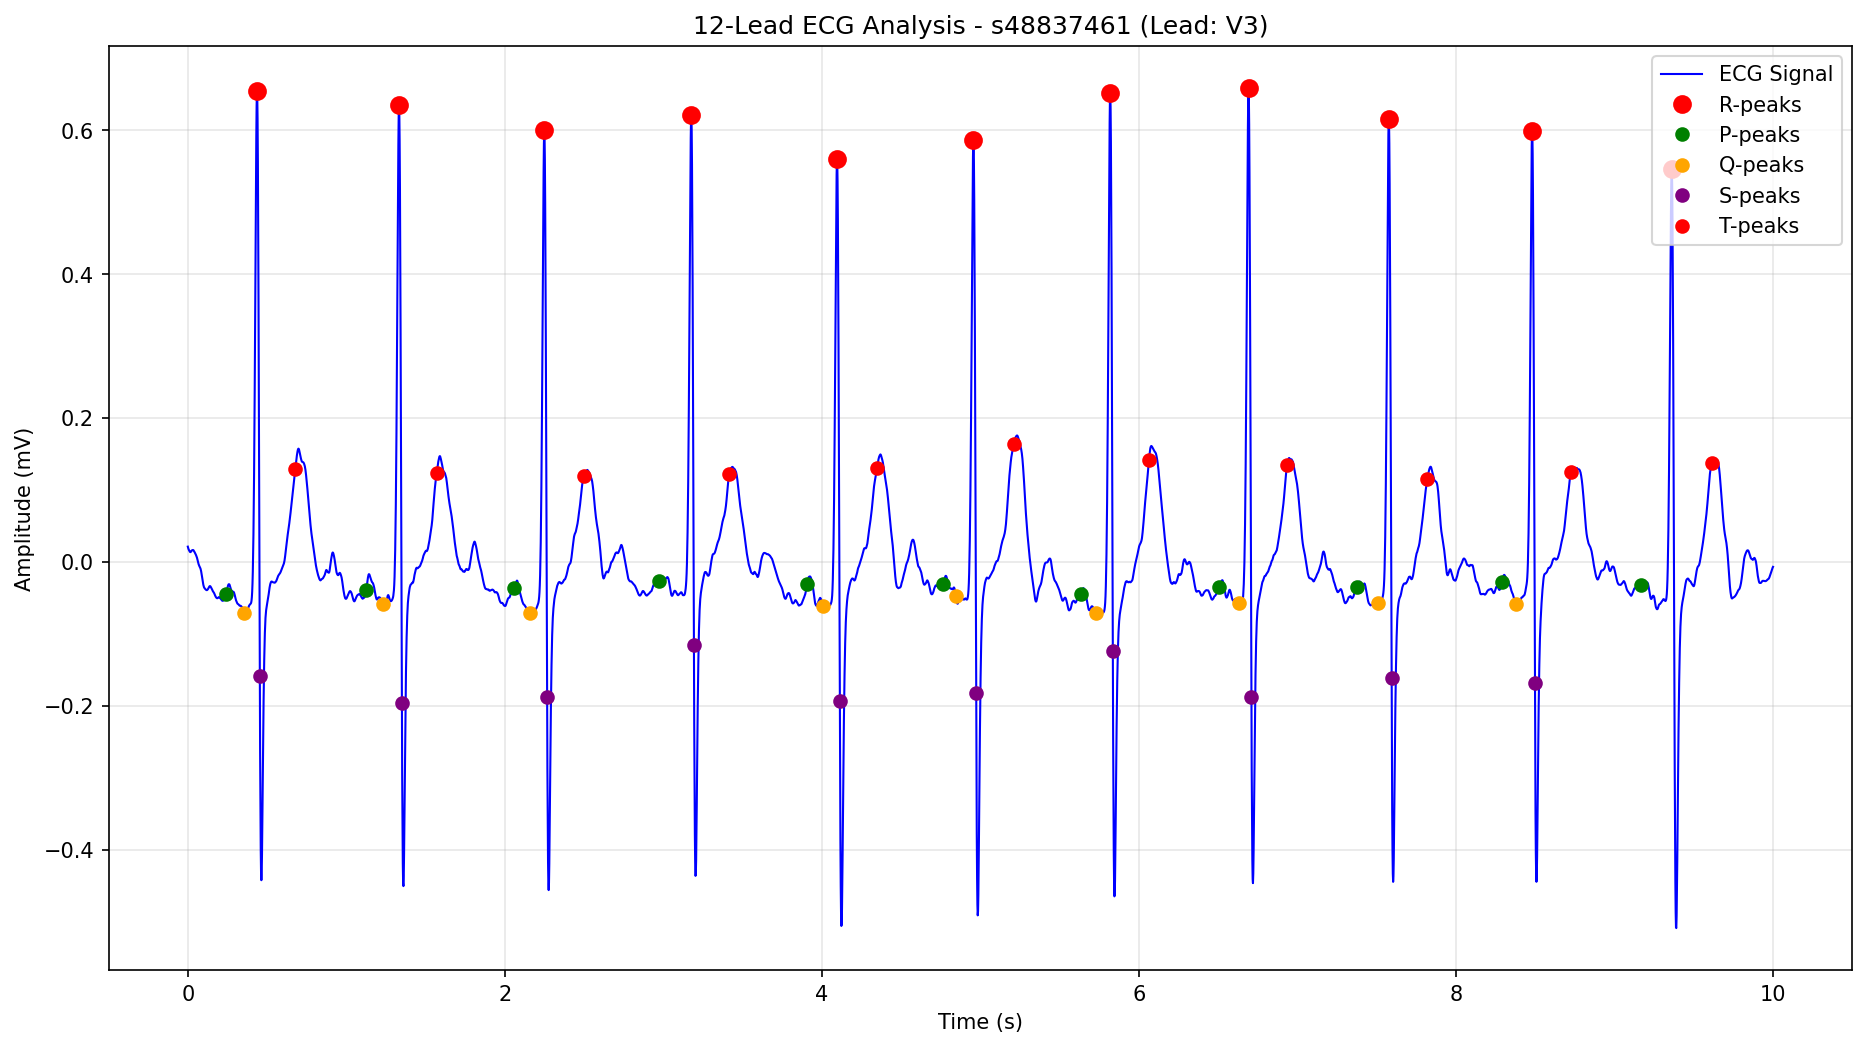 12-Lead ECG Analysis - s48837461 (Lead: V3)
ECG Signal
R-peaks
P-peaks
Q-peaks
S-peaks
T-peaks
Amplitude (mV)
0.6
0.4
0.2
0.0
−0.2
−0.4
0 2 4 6 8 10
Time (s)